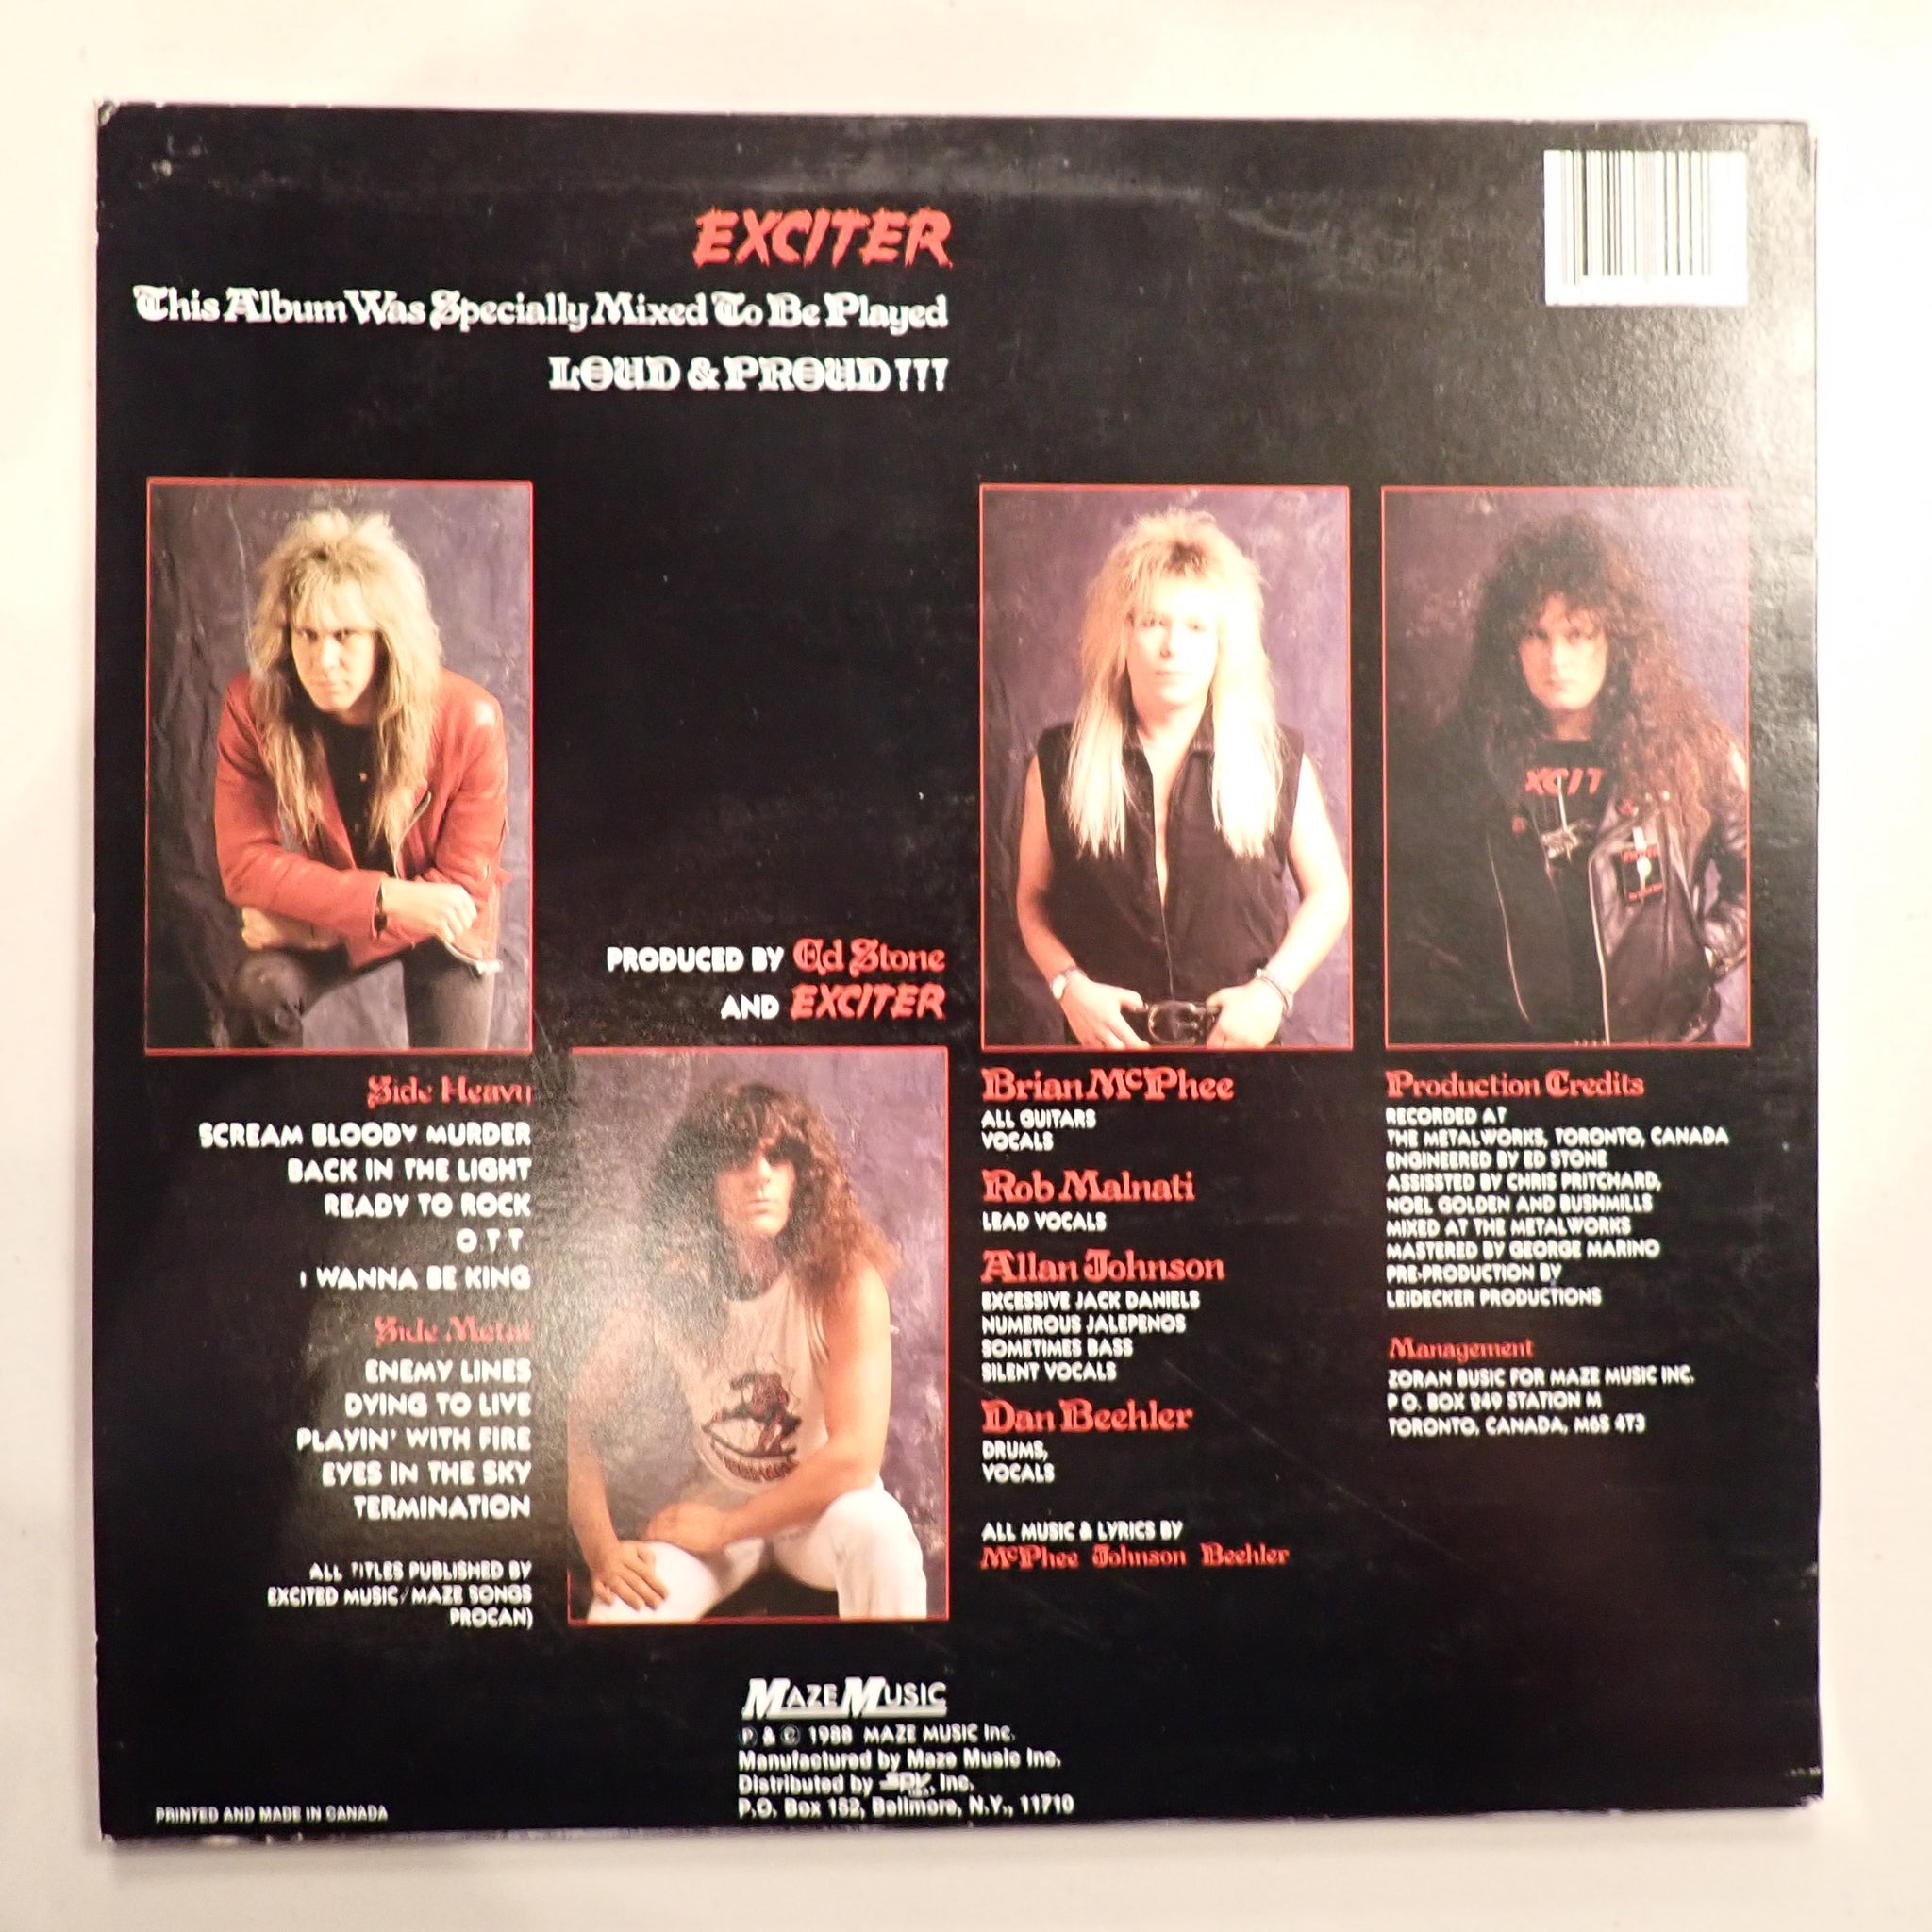 EXCITER
This Album Was Specially Mixed To Be Played
LOUD & PROUD!!!
XCIT
PRODUCED BY Ed Stone
AND EXCITER
Side Heavy
SCREAM BLOODY MURDER
BACK IN THE LIGHT
READY TO ROCK
O T T
I WANNA BE KING
Side Metal
ENEMY LINES
DYING TO LIVE
PLAYIN' WITH FIRE
EYES IN THE SKY
TERMINATION
ALL TITLES PUBLISHED BY
EXCITED MUSIC/MAZE SONGS
PROCAN)
Brian McPhee
ALL GUITARS
VOCALS
Rob Malnati
LEAD VOCALS
Allan Johnson
EXCESSIVE JACK DANIELS
NUMEROUS JALEPENOS
SOMETIMES BASS
SILENT VOCALS
Dan Beehler
DRUMS,
VOCALS
ALL MUSIC & LYRICS BY
McPhee Johnson Beehler
Production Credits
RECORDED AT
THE METALWORKS, TORONTO, CANADA
ENGINEERED BY ED STONE
ASSISSTED BY CHRIS PRITCHARD,
NOEL GOLDEN AND BUSHMILLS
MIXED AT THE METALWORKS
MASTERED BY GEORGE MARINO
PRE-PRODUCTION BY
LEIDECKER PRODUCTIONS
Management
ZORAN BUSIC FOR MAZE MUSIC INC.
P O. BOX 249 STATION M
TORONTO, CANADA, M6S 4T3
MAZE MUSIC
℗ & © 1988 MAZE MUSIC Inc.
Manufactured by Maze Music Inc.
Distributed by SPV, Inc.
P.O. Box 152, Bellmore, N.Y., 11710
PRINTED AND MADE IN CANADA